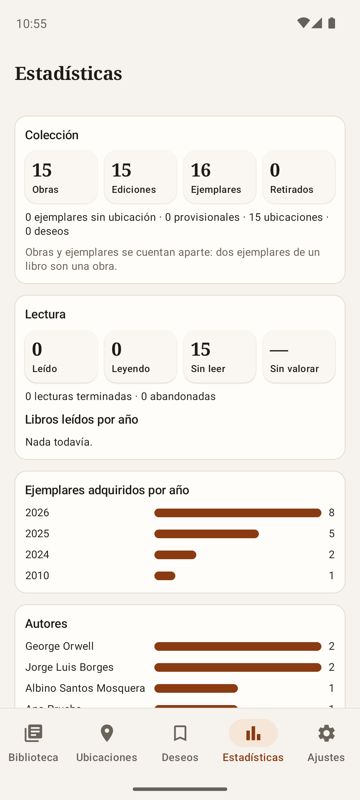 10:55
Estadísticas
Colección
15 15 16 0
Obras Ediciones Ejemplares Retirados
0 ejemplares sin ubicación · 0 provisionales · 15 ubicaciones ·
0 deseos
Obras y ejemplares se cuentan aparte: dos ejemplares de un
libro son una obra.
Lectura
0 0 15 —
Leído Leyendo Sin leer Sin valorar
0 lecturas terminadas · 0 abandonadas
Libros leídos por año
Nada todavía.
Ejemplares adquiridos por año
2026 8
2025 5
2024 2
2010 1
Autores
George Orwell 2
Jorge Luis Borges 2
Albino Santos Mosquera 1
Biblioteca Ubicaciones Deseos Estadísticas Ajustes